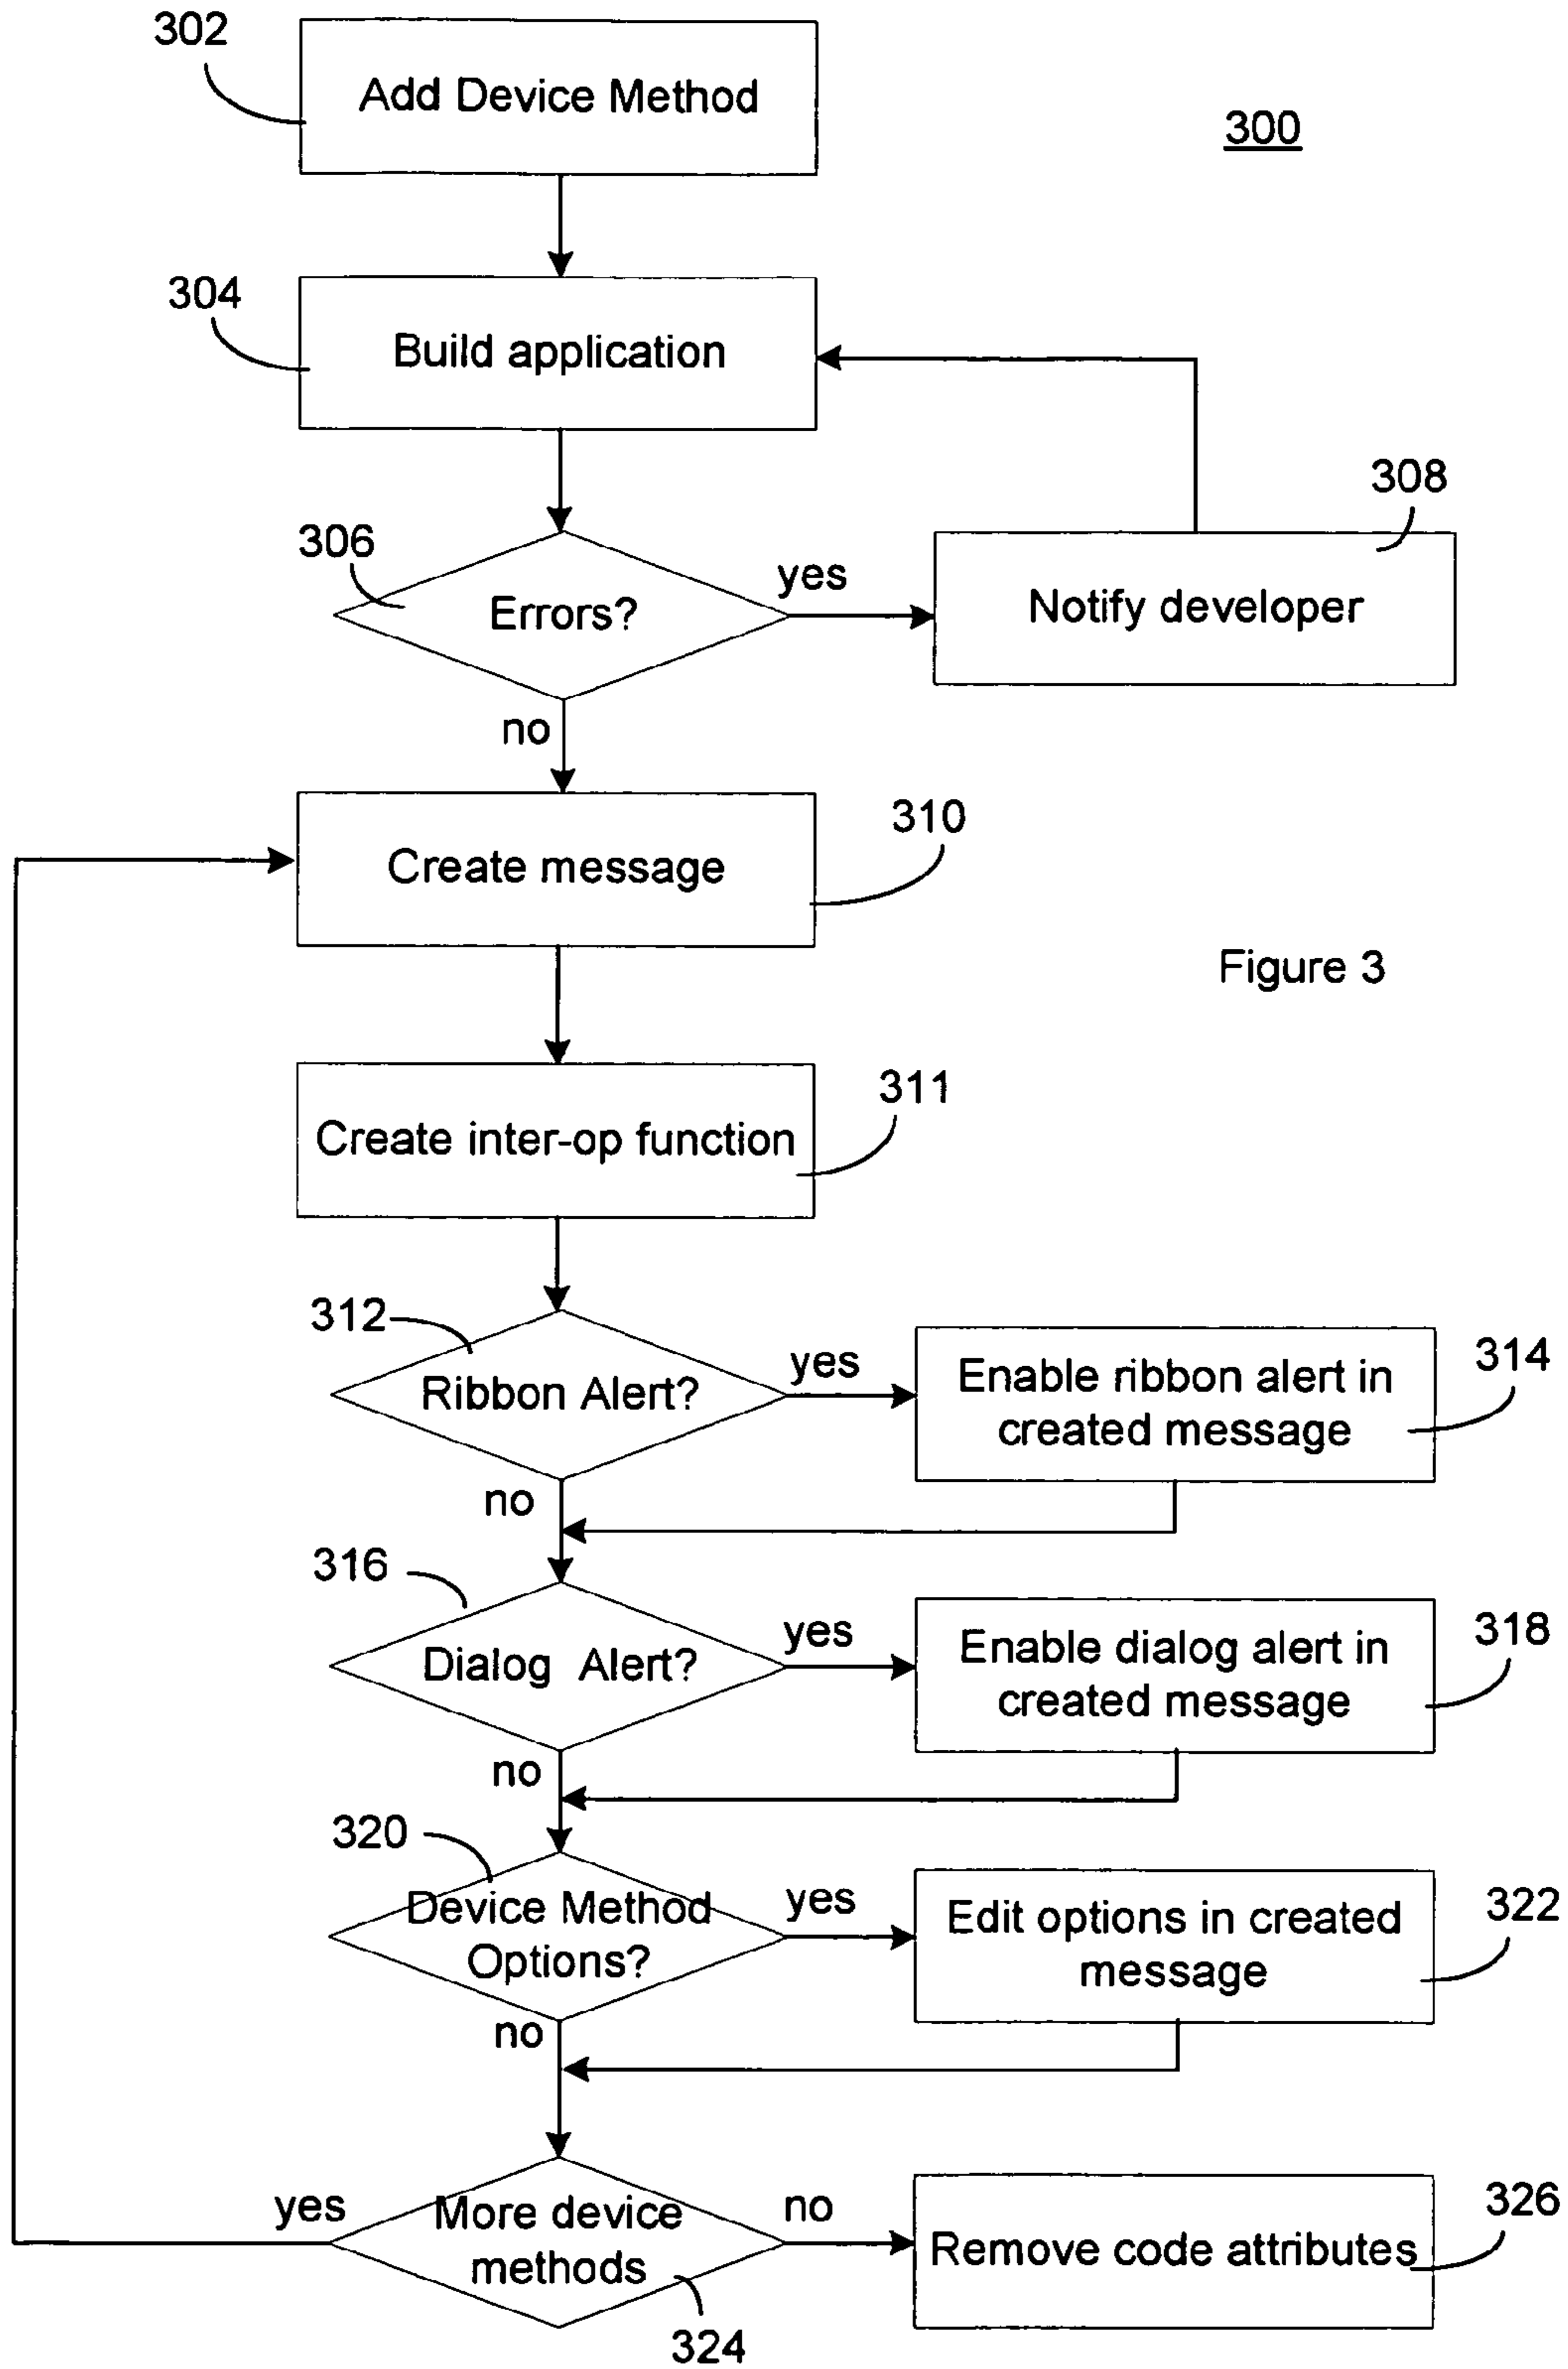 302
Add Device Method
300
304
Build application
308
306
Errors?
yes
Notify developer
no
310
Create message
Figure 3
311
Create inter-op function
312
Ribbon Alert?
yes
Enable ribbon alert in
created message
314
no
316
Dialog Alert?
yes
Enable dialog alert in
created message
318
no
320
Device Method
Options?
yes
Edit options in created
message
322
no
yes
More device
methods
no
Remove code attributes
326
324